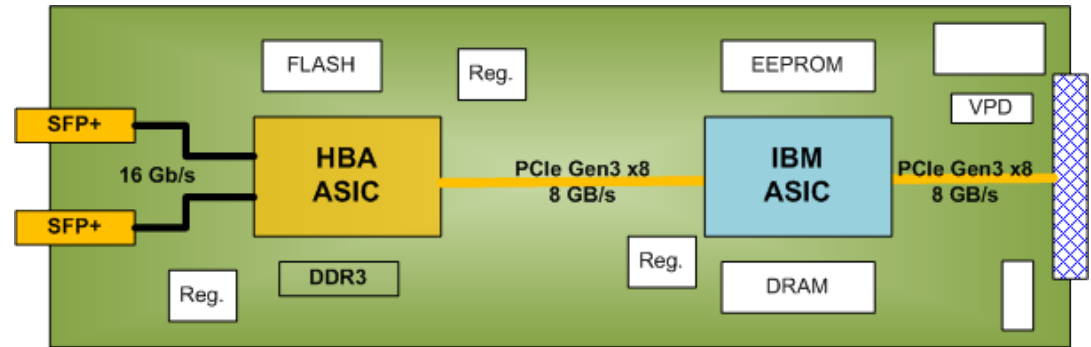 FLASH
Reg.
EEPROM
VPD
SFP+
16 Gb/s
SFP+
HBA
ASIC
PCIe Gen3 x8
8 GB/s
IBM
ASIC
PCIe Gen3 x8
8 GB/s
Reg.
DDR3
Reg.
DRAM